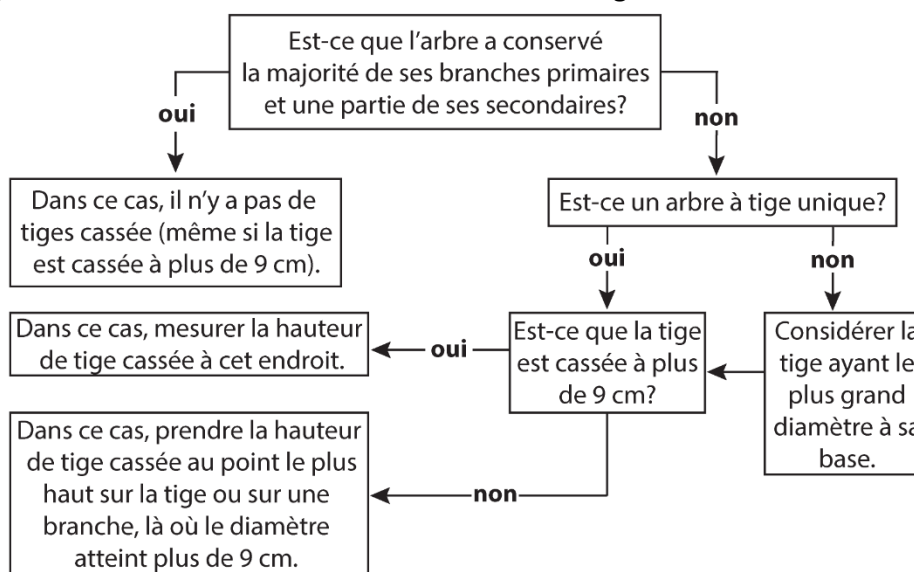 Est-ce que l'arbre a conservé
la majorité de ses branches primaires
et une partie de ses secondaires?
oui
non
Dans ce cas, il n'y a pas de
tiges cassée (même si la tige
est cassée à plus de 9 cm).
Est-ce un arbre à tige unique?
oui
non
Dans ce cas, mesurer la hauteur
de tige cassée à cet endroit.
oui
Est-ce que la tige
est cassée à plus
de 9 cm?
Considérer la
tige ayant le
plus grand
diamètre à sa
base.
Dans ce cas, prendre la hauteur
de tige cassée au point le plus
haut sur la tige ou sur une
branche, là où le diamètre
atteint plus de 9 cm.
non